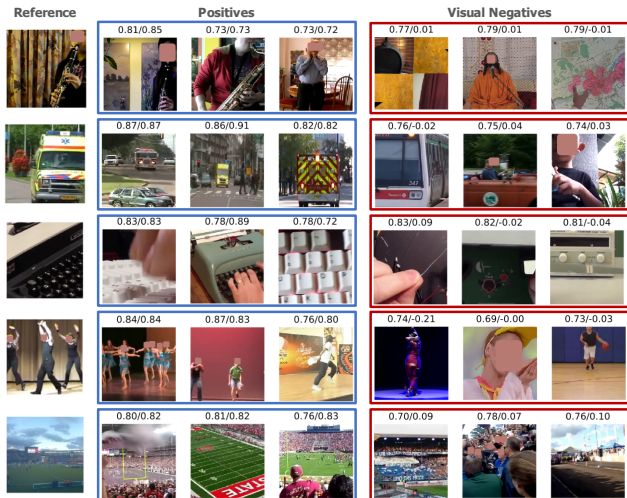 Reference Positives Visual Negatives
0.81/0.85 0.73/0.73 0.73/0.72 0.77/0.01 0.79/0.01 0.79/-0.01
0.87/0.87 0.86/0.91 0.82/0.82 0.76/-0.02 0.75/0.04 0.74/0.03
347
0.83/0.83 0.78/0.89 0.78/0.72 0.83/0.09 0.82/-0.02 0.81/-0.04
0.84/0.84 0.87/0.83 0.76/0.80 0.74/-0.21 0.69/-0.00 0.73/-0.03
0.80/0.82 0.81/0.82 0.76/0.83 0.70/0.09 0.78/0.07 0.76/0.10
STATE